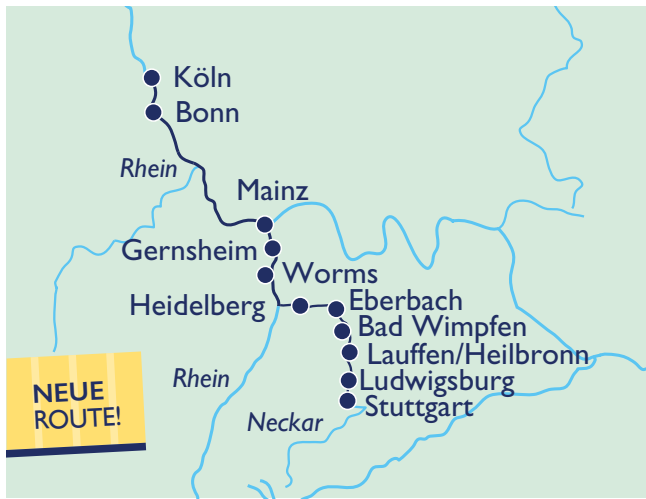 Köln
Bonn
Rhein
Mainz
Gernsheim
Worms
Heidelberg
Eberbach
Bad Wimpfen
Lauffen/Heilbronn
Rhein
Ludwigsburg
NEUE
ROUTE!
Stuttgart
Neckar